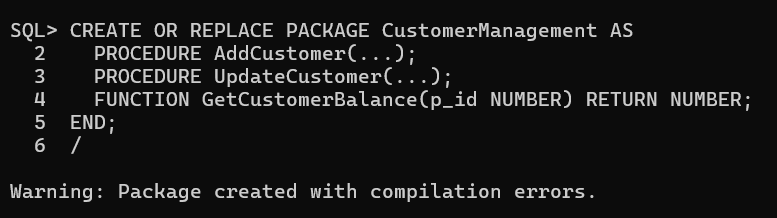 SQL> CREATE OR REPLACE PACKAGE CustomerManagement AS
  2    PROCEDURE AddCustomer(...);
  3    PROCEDURE UpdateCustomer(...);
  4    FUNCTION GetCustomerBalance(p_id NUMBER) RETURN NUMBER;
  5  END;
  6  /
Warning: Package created with compilation errors.